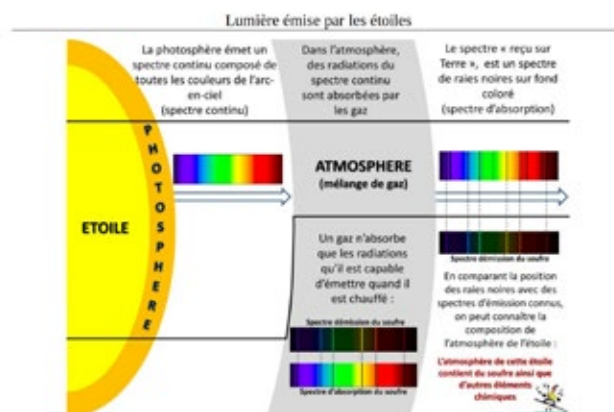 Lumière émise par les étoiles
La photosphère émet un
spectre continu composé de
toutes les couleurs de l'arc-
en-ciel
(spectre continu)
Dans l'atmosphère,
des radiations du
spectre continu
sont absorbées par
les gaz
Le spectre « reçu sur
Terre », est un spectre
de raies noires sur fond
coloré
(spectre d'absorption)
PHOTOSPHERE
ETOILE
ATMOSPHERE
(mélange de gaz)
Un gaz n'absorbe
que les radiations
qu'il est capable
d'émettre quand il
est chauffé :
Spectre d'émission du soufre
Spectre d'absorption du soufre
Spectre d'émission du soufre
En comparant la position
des raies noires avec des
spectres d'émission connus,
on peut connaître la
composition de
l'atmosphère de l'étoile :
L'atmosphère de cette étoile
contient du soufre ainsi que
d'autres éléments
chimiques